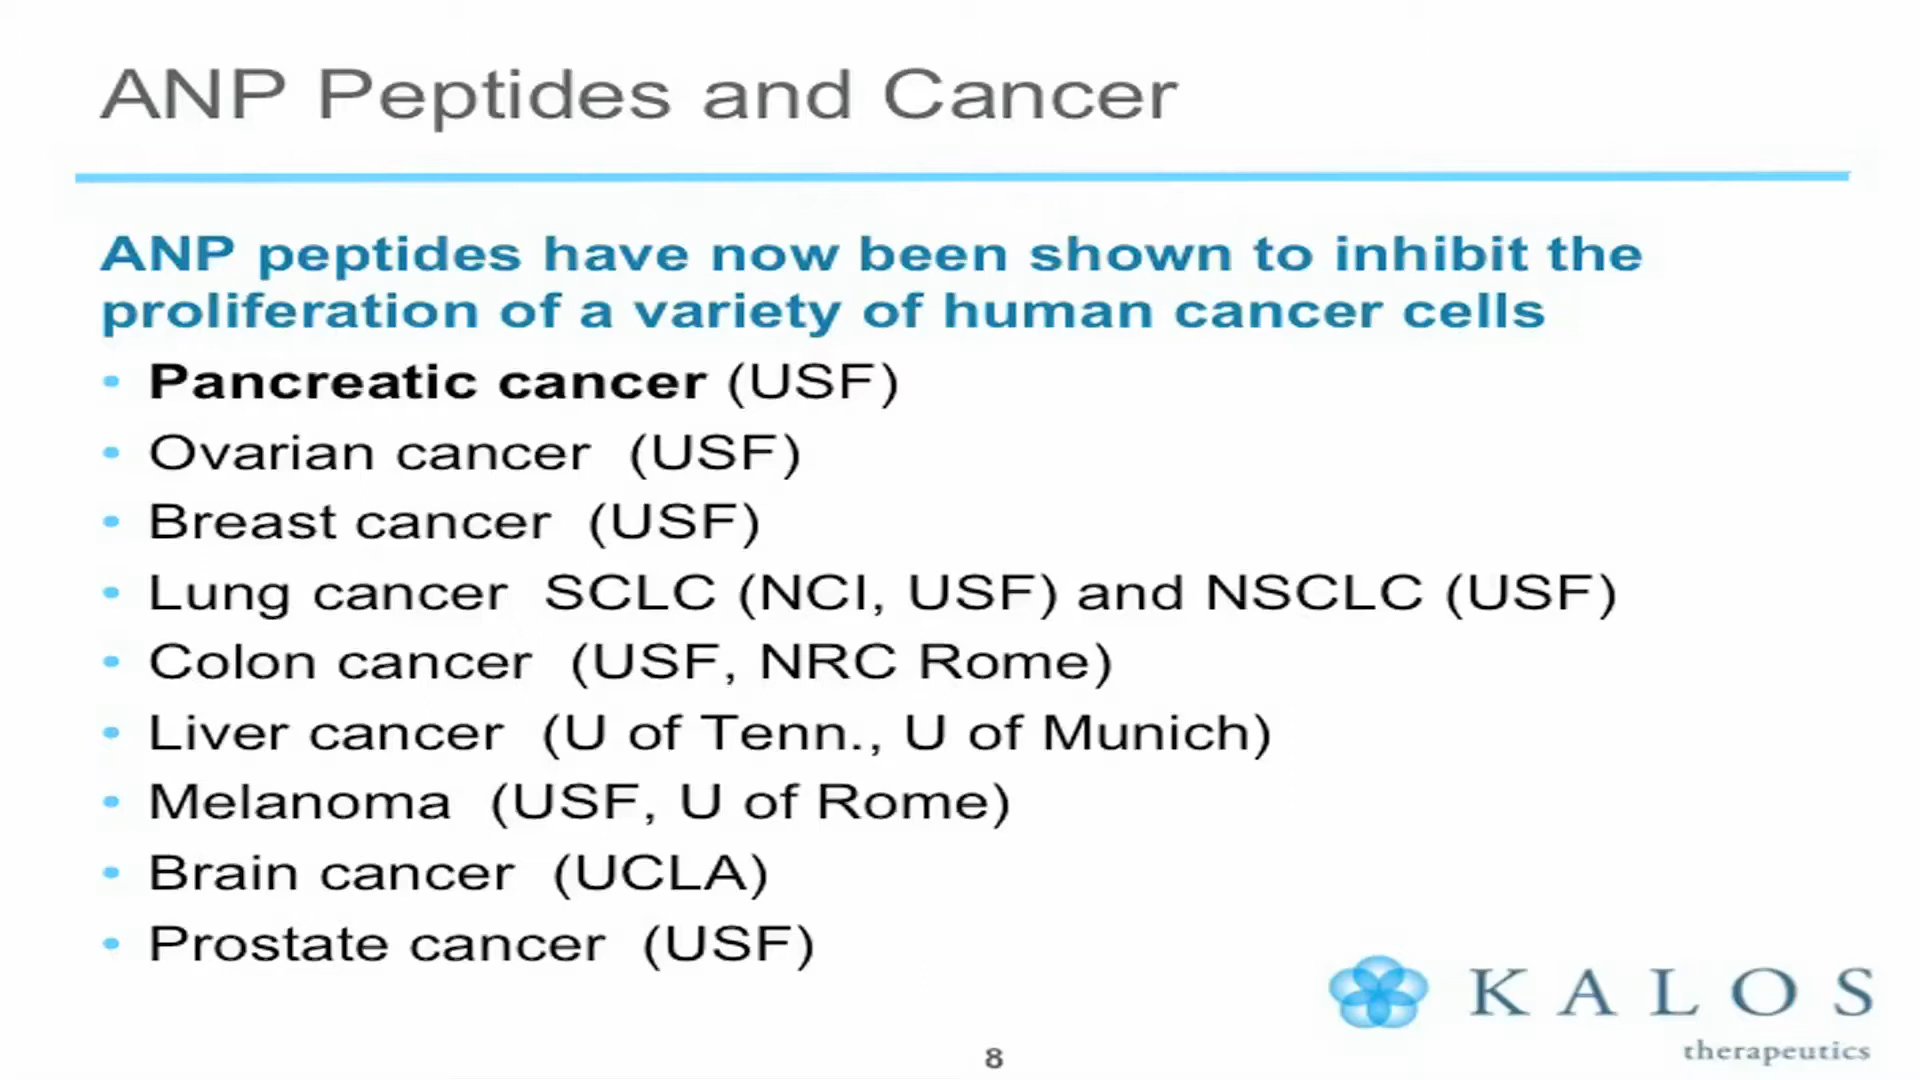 ANP Peptides and Cancer
ANP peptides have now been shown to inhibit the
proliferation of a variety of human cancer cells
• Pancreatic cancer (USF)
• Ovarian cancer (USF)
• Breast cancer (USF)
• Lung cancer SCLC (NCI, USF) and NSCLC (USF)
• Colon cancer (USF, NRC Rome)
• Liver cancer (U of Tenn., U of Munich)
• Melanoma (USF, U of Rome)
• Brain cancer (UCLA)
• Prostate cancer (USF)
KALOS
therapeutics
8